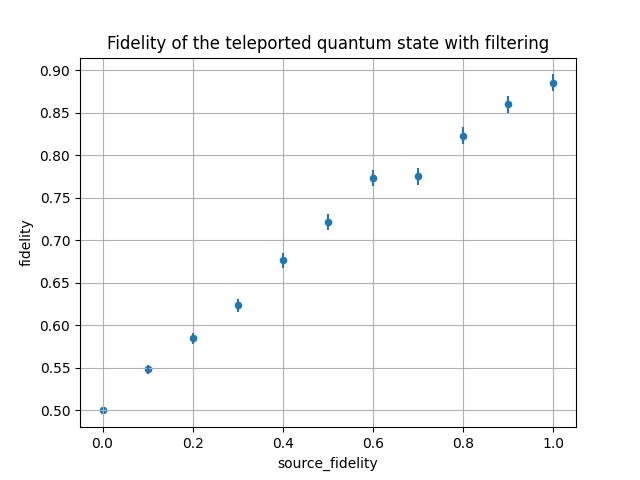 Fidelity of the teleported quantum state with filtering
0.90
0.85
0.80
0.75
0.70
0.65
0.60
0.55
0.50
fidelity
0.0 0.2 0.4 0.6 0.8 1.0
source_fidelity